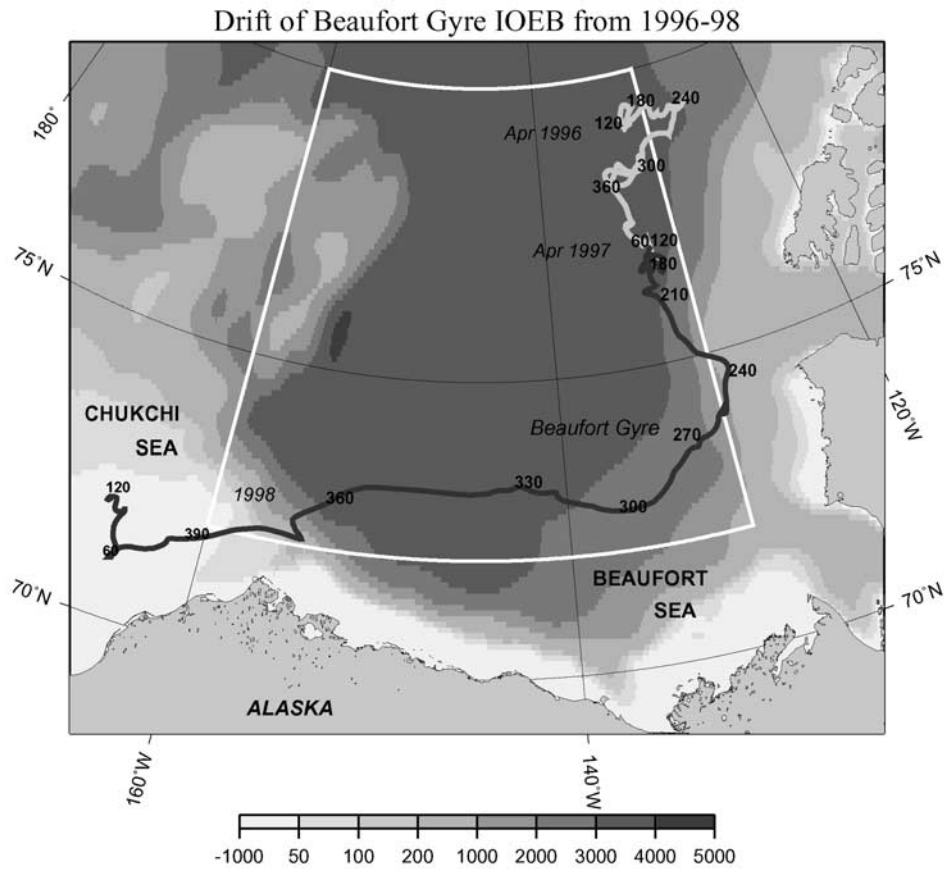 Drift of Beaufort Gyre IOEB from 1996-98
180°
180
240
120
Apr 1996
300
360
60120
Apr 1997
180
75°N
75°N
210
240
120°W
CHUKCHI
SEA
Beaufort Gyre
270
120
1998
360
330
300
390
60
BEAUFORT
SEA
70°N
70°N
ALASKA
160°W
140°W
-1000 50 100 200 1000 2000 3000 4000 5000